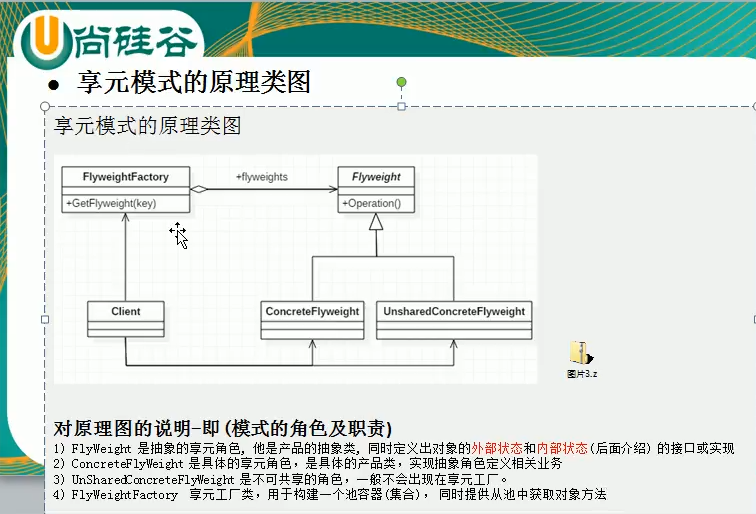 尚硅谷
● 享元模式的原理类图
享元模式的原理类图
FlyweightFactory
+GetFlyweight(key)
+flyweights
Flyweight
+Operation()
Client
ConcreteFlyweight
UnsharedConcreteFlyweight
图片3.z
对原理图的说明-即(模式的角色及职责)
1) FlyWeight 是抽象的享元角色, 他是产品的抽象类, 同时定义出对象的外部状态和内部状态(后面介绍) 的接口或实现
2) ConcreteFlyWeight 是具体的享元角色，是具体的产品类，实现抽象角色定义相关业务
3) UnSharedConcreteFlyWeight 是不可共享的角色，一般不会出现在享元工厂。
4) FlyWeightFactory 享元工厂类，用于构建一个池容器(集合)， 同时提供从池中获取对象方法